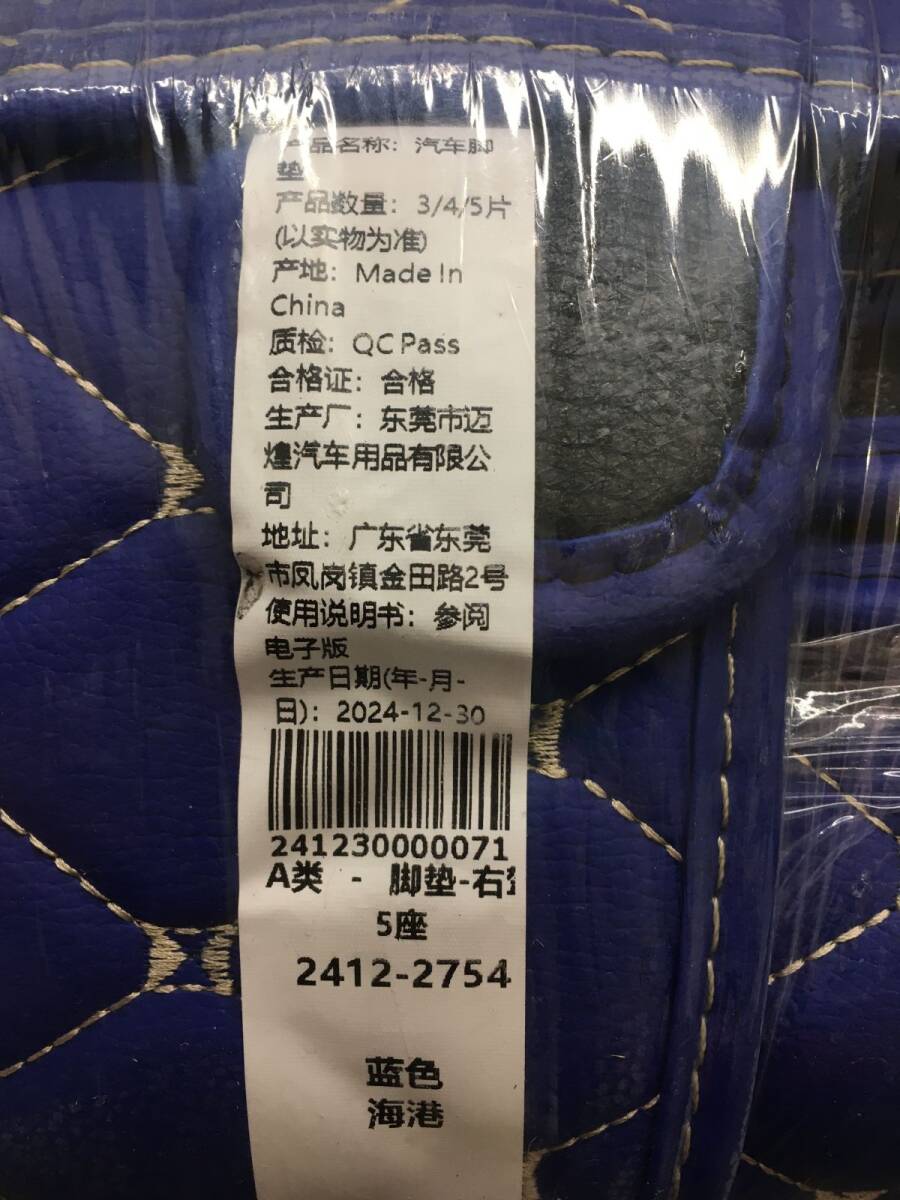 产品名称：汽车脚
垫
产品数量：3/4/5片
(以实物为准)
产地：Made In
China
质检：QC Pass
合格证：合格
生产厂：东莞市迈
煌汽车用品有限公
司
地址：广东省东莞
市凤岗镇金田路2号
使用说明书：参阅
电子版
生产日期(年-月-
日)：2024-12-30
241230000071
A类 - 脚垫-右
5座
2412-2754
蓝色
海港